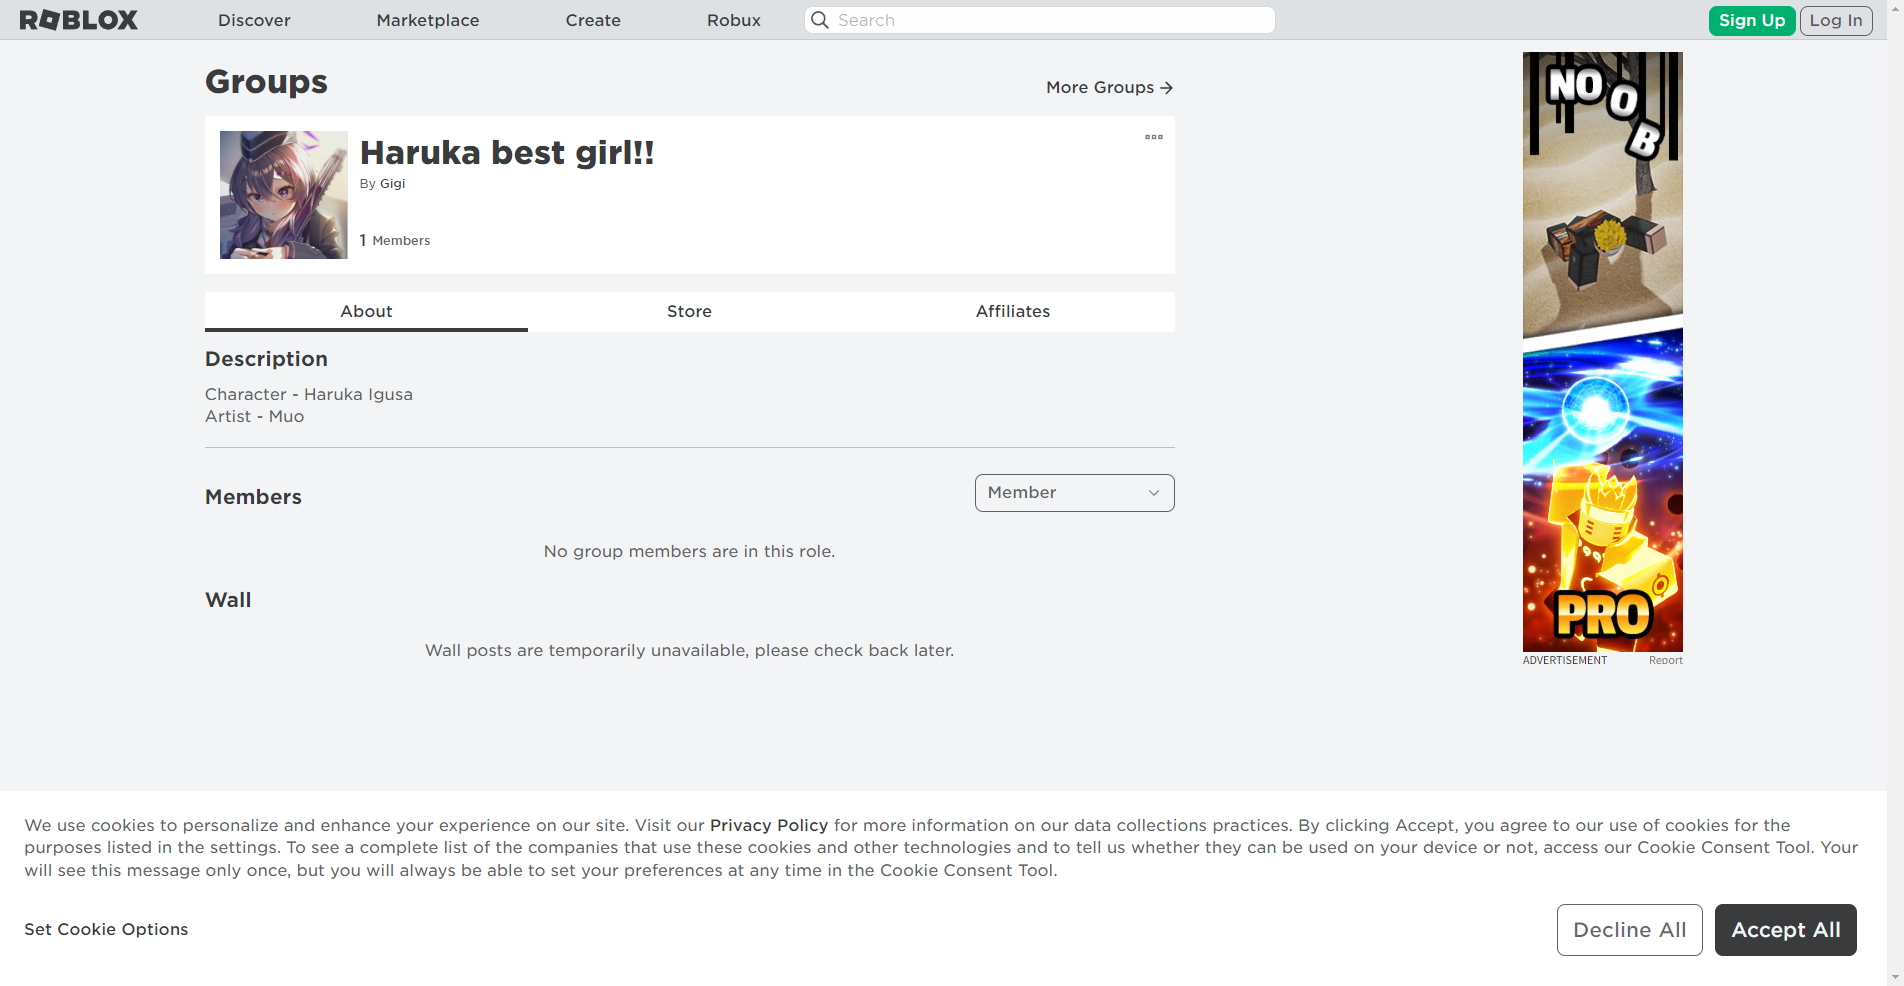 ROBLOX Discover Marketplace Create Robux Search Sign Up Log In
Groups
More Groups
Haruka best girl!!
By Gigi
1 Members
About Store Affiliates
Description
Character - Haruka Igusa
Artist - Muo
Members
Member
No group members are in this role.
Wall
Wall posts are temporarily unavailable, please check back later.
NOOB
PRO
ADVERTISEMENT Report
We use cookies to personalize and enhance your experience on our site. Visit our Privacy Policy for more information on our data collections practices. By clicking Accept, you agree to our use of cookies for the
purposes listed in the settings. To see a complete list of the companies that use these cookies and other technologies and to tell us whether they can be used on your device or not, access our Cookie Consent Tool. Your
will see this message only once, but you will always be able to set your preferences at any time in the Cookie Consent Tool.
Set Cookie Options
Decline All
Accept All